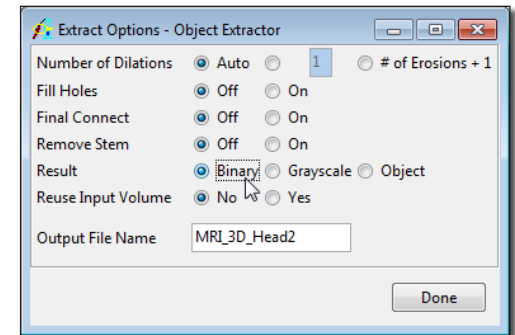 Extract Options - Object Extractor
Number of Dilations Auto 1 # of Erosions + 1
Fill Holes Off On
Final Connect Off On
Remove Stem Off On
Result Binary Grayscale Object
Reuse Input Volume No Yes
Output File Name MRI_3D_Head2
Done